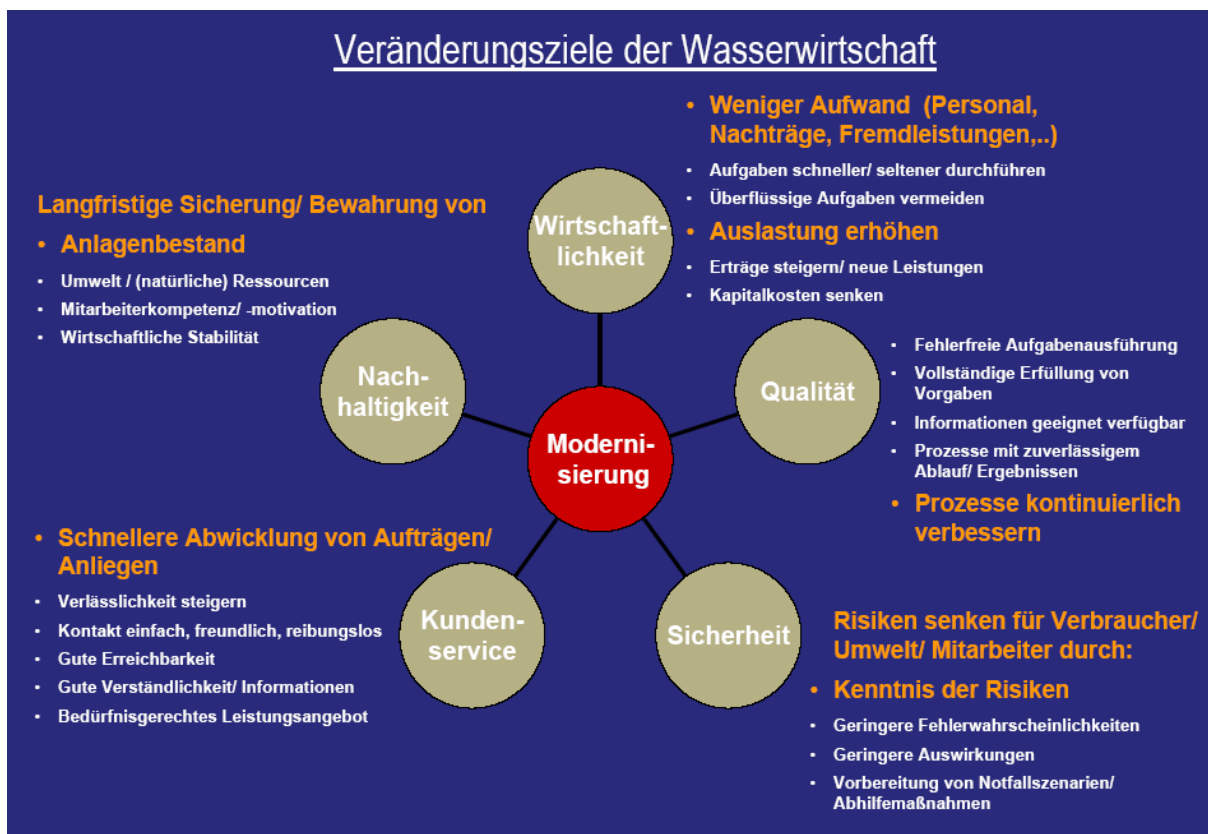 Veränderungsziele der Wasserwirtschaft
• Weniger Aufwand (Personal,
Nachträge, Fremdleistungen,..)
• Aufgaben schneller/ seltener durchführen
• Überflüssige Aufgaben vermeiden
• Auslastung erhöhen
• Erträge steigern/ neue Leistungen
• Kapitalkosten senken
Wirtschaft-
lichkeit
Langfristige Sicherung/ Bewahrung von
• Anlagenbestand
• Umwelt / (natürliche) Ressourcen
• Mitarbeiterkompetenz/ -motivation
• Wirtschaftliche Stabilität
Nach-
haltigkeit
Qualität
• Fehlerfreie Aufgabenausführung
• Vollständige Erfüllung von
Vorgaben
• Informationen geeignet verfügbar
• Prozesse mit zuverlässigem
Ablauf/ Ergebnissen
• Prozesse kontinuierlich
verbessern
Moderni-
sierung
• Schnellere Abwicklung von Aufträgen/
Anliegen
• Verlässlichkeit steigern
• Kontakt einfach, freundlich, reibungslos
• Gute Erreichbarkeit
• Gute Verständlichkeit/ Informationen
• Bedürfnisgerechtes Leistungsangebot
Kunden-
service
Sicherheit
Risiken senken für Verbraucher/
Umwelt/ Mitarbeiter durch:
• Kenntnis der Risiken
• Geringere Fehlerwahrscheinlichkeiten
• Geringere Auswirkungen
• Vorbereitung von Notfallszenarien/
Abhilfemaßnahmen